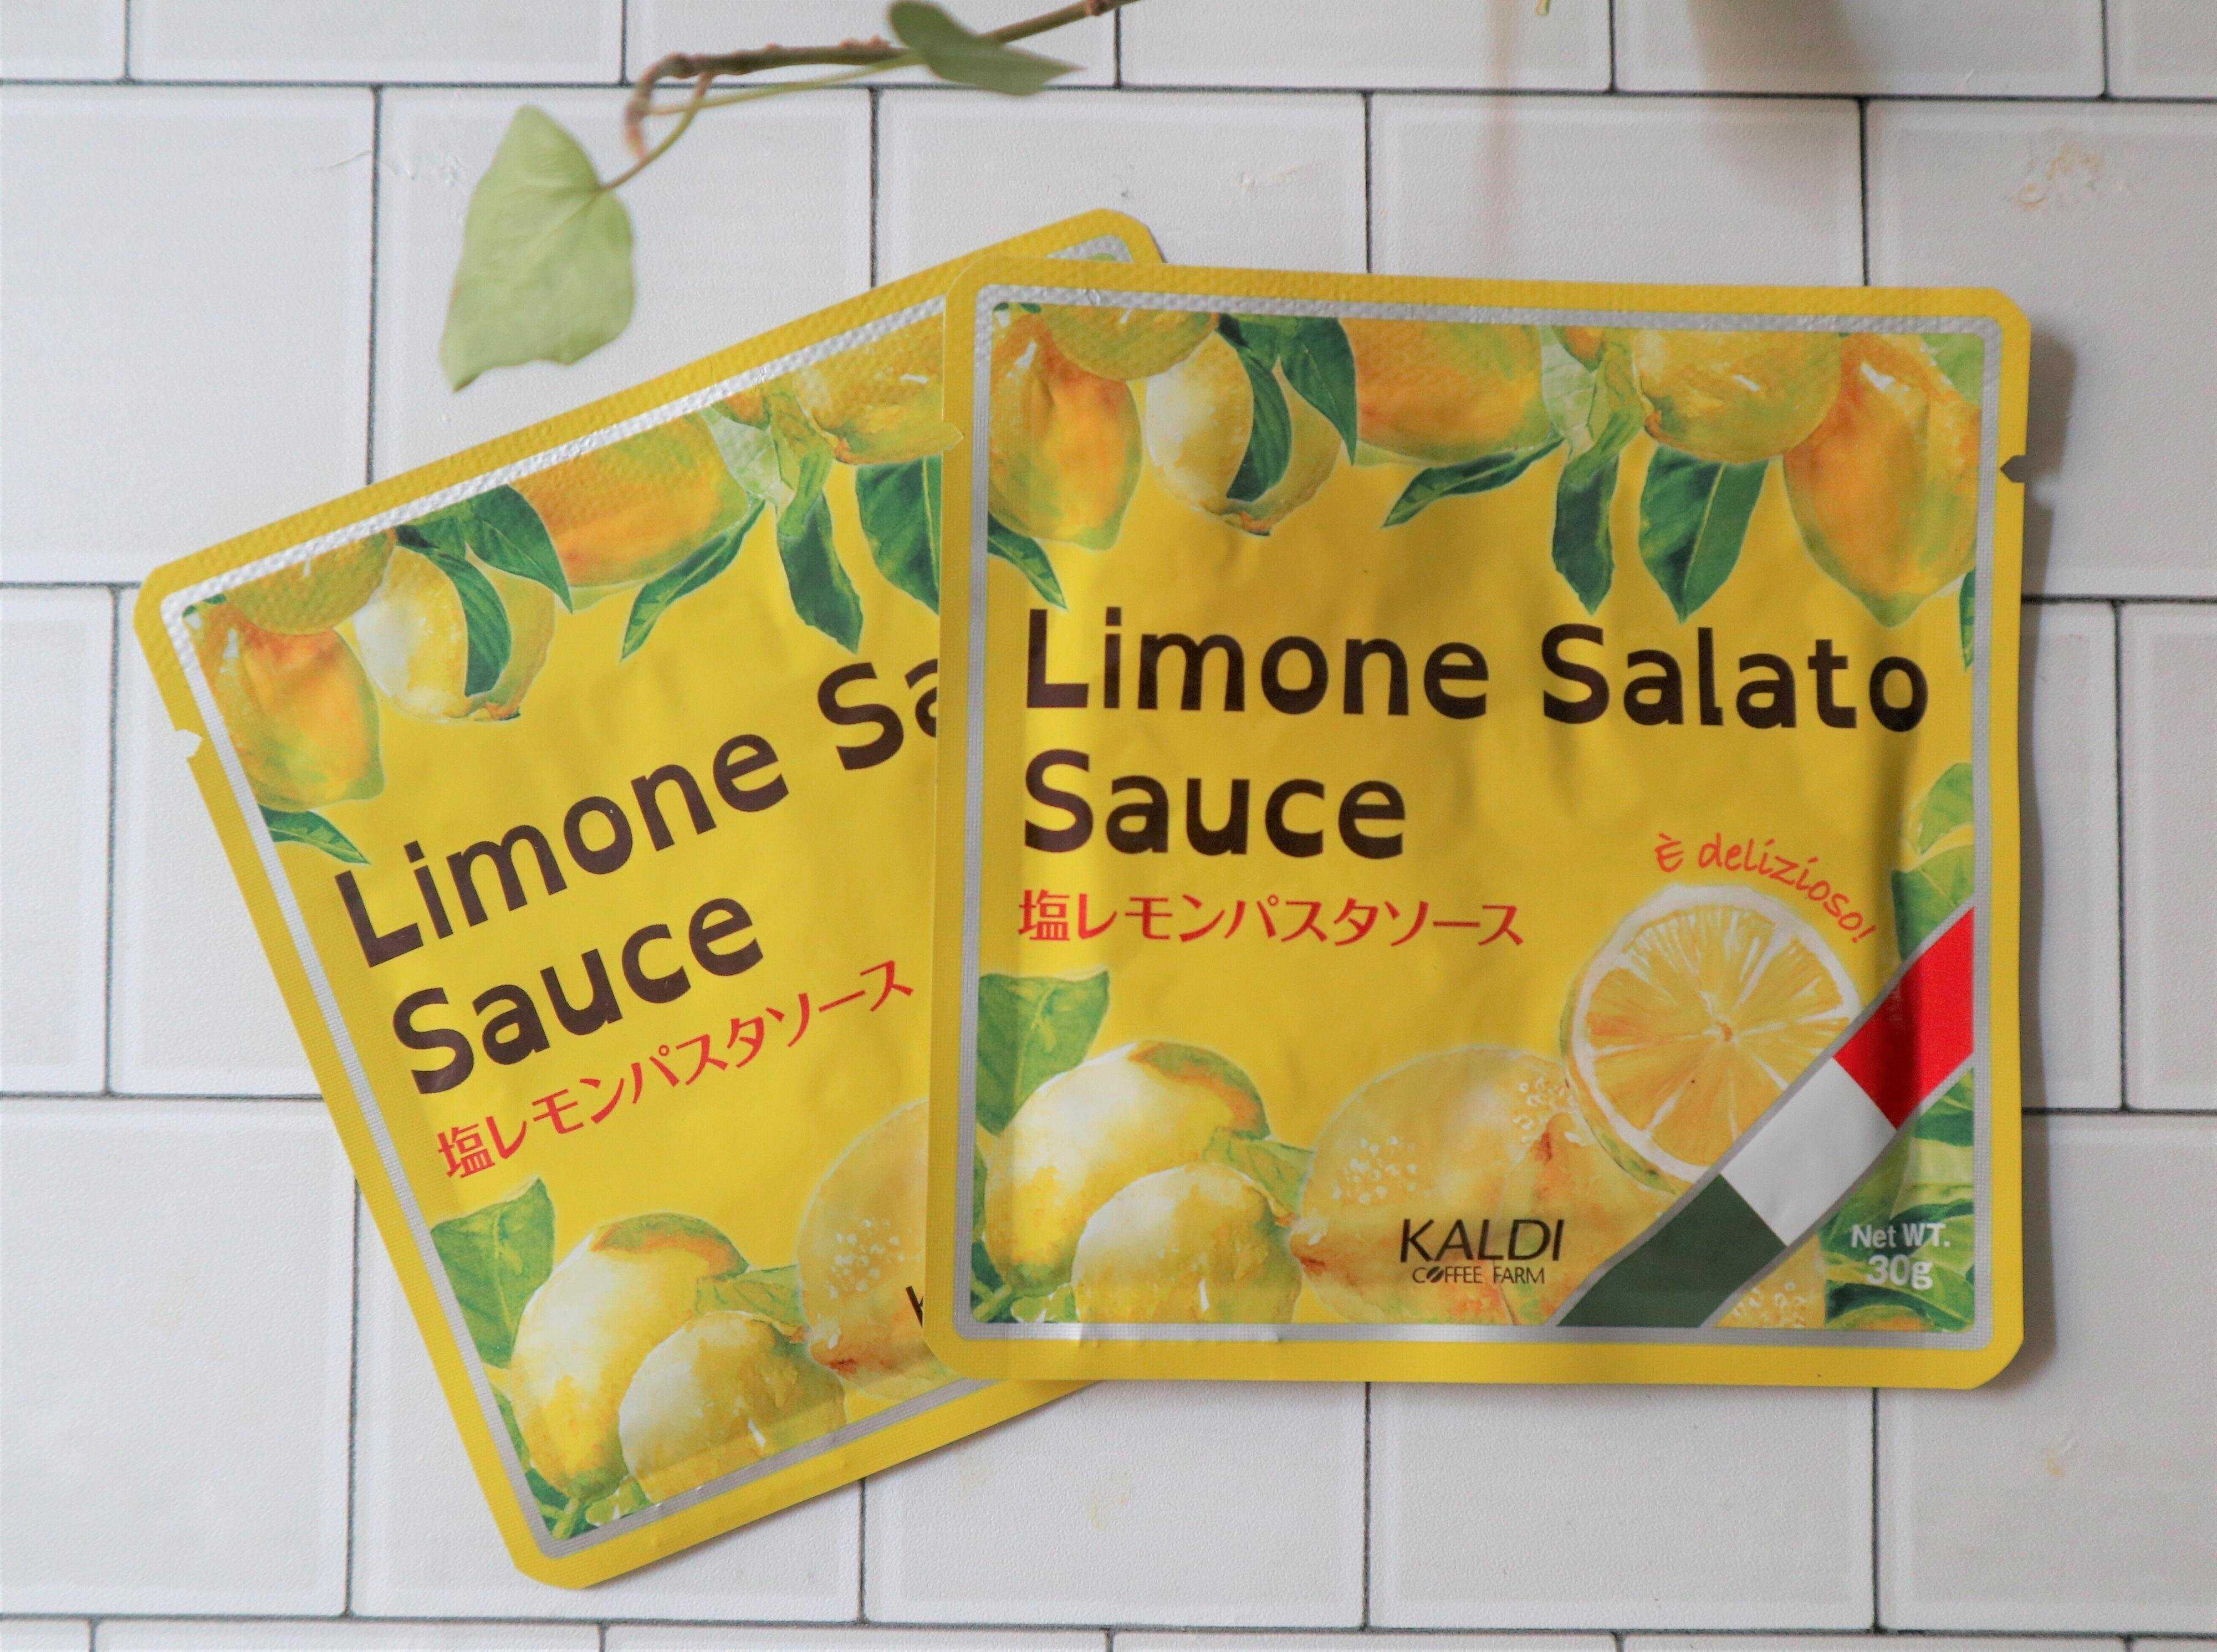 Limone Sa
Sauce
塩レモンパスタソース
Limone Salato
Sauce
塩レモンパスタソース
È delizioso!
KALDI
COFFEE FARM
Net WT.
30g